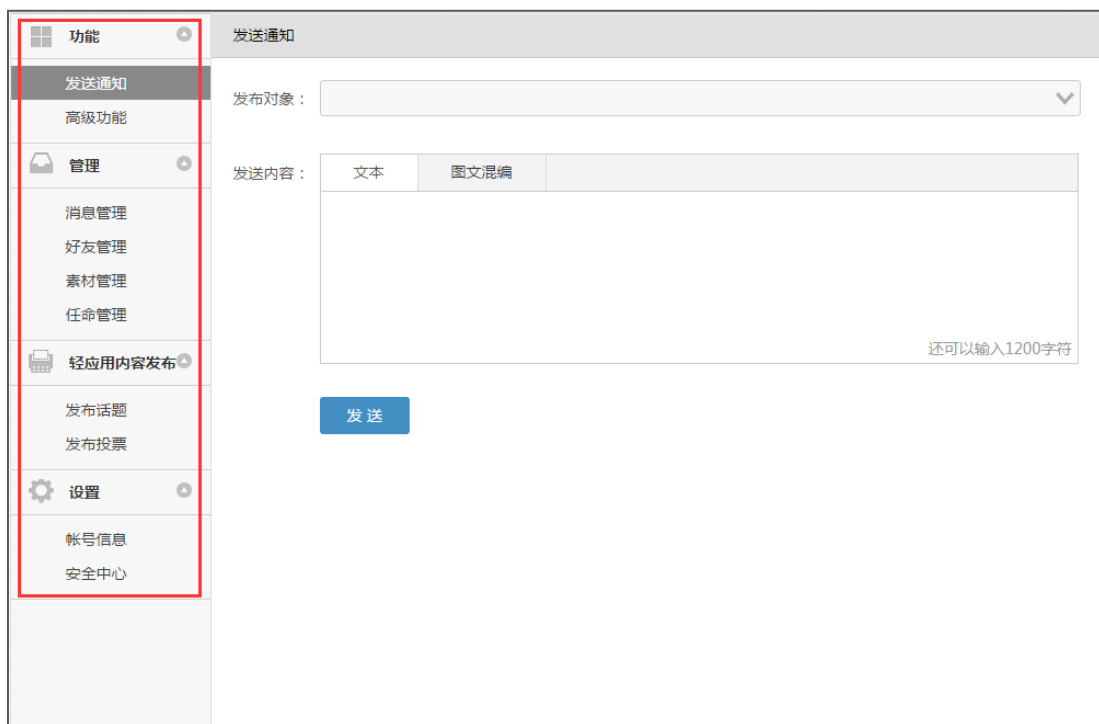 功能
发送通知
高级功能
管理
消息管理
好友管理
素材管理
任命管理
轻应用内容发布
发布话题
发布投票
设置
帐号信息
安全中心
发送通知
发布对象：
发送内容：
文本 图文混编
还可以输入1200字符
发送